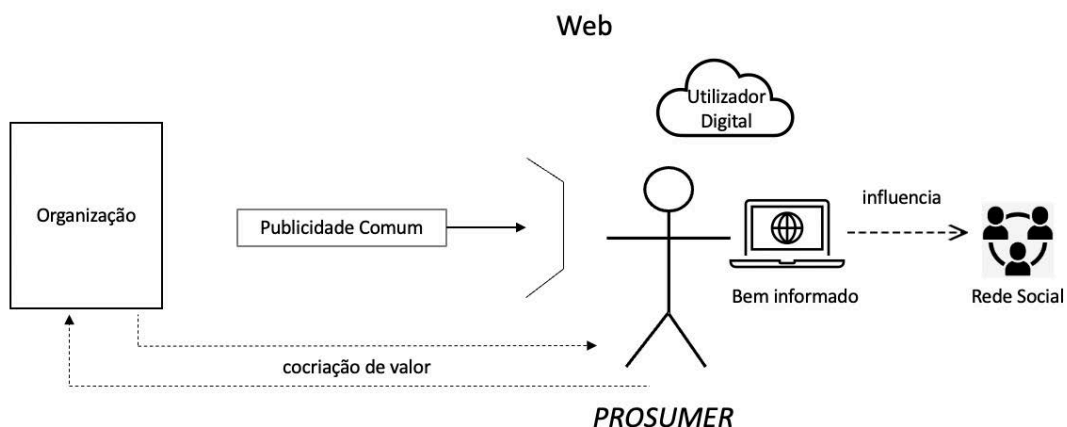 Web
Utilizador
Digital
Organização
Publicidade Comum
influencia
Bem informado
Rede Social
cocriação de valor
PROSUMER